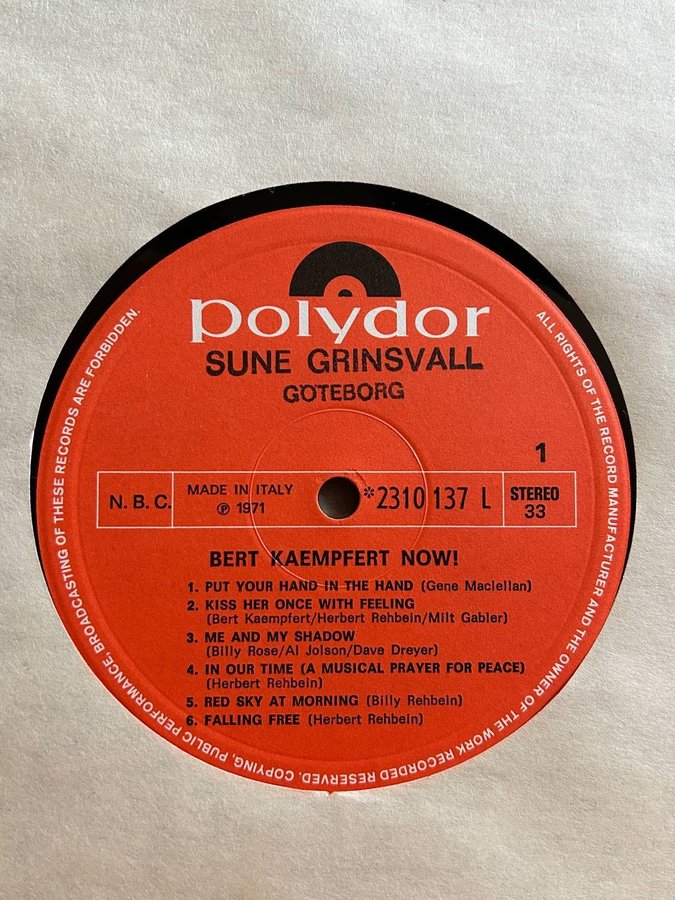 polydor
SUNE GRINSVALL
GÖTEBORG
1
N.B.C.
MADE IN ITALY
℗ 1971
*2310 137 L
STEREO
33
BERT KAEMPFERT NOW!
1. PUT YOUR HAND IN THE HAND (Gene Maclellan)
2. KISS HER ONCE WITH FEELING
(Bert Kaempfert/Herbert Rehbein/Milt Gabler)
3. ME AND MY SHADOW
(Billy Rose/Al Jolson/Dave Dreyer)
4. IN OUR TIME (A MUSICAL PRAYER FOR PEACE)
(Herbert Rehbein)
5. RED SKY AT MORNING (Billy Rehbein)
6. FALLING FREE (Herbert Rehbein)
ALL RIGHTS OF THE RECORD MANUFACTURER AND THE OWNER OF THE WORK RECORDED RESERVED. COPYING, PUBLIC PERFORMANCE, BROADCASTING OF THESE RECORDS ARE FORBIDDEN.